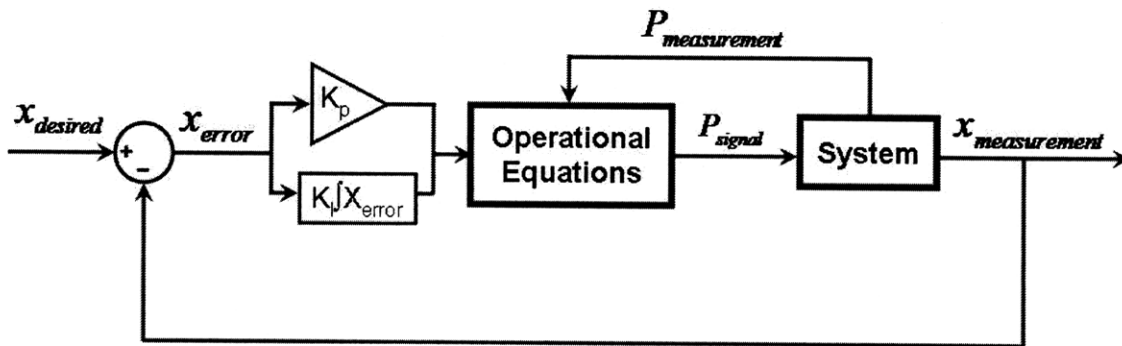 P_measurement
x_desired
+
−
x_error
K_p
K_I∫X_error
Operational
Equations
P_signal
System
x_measurement